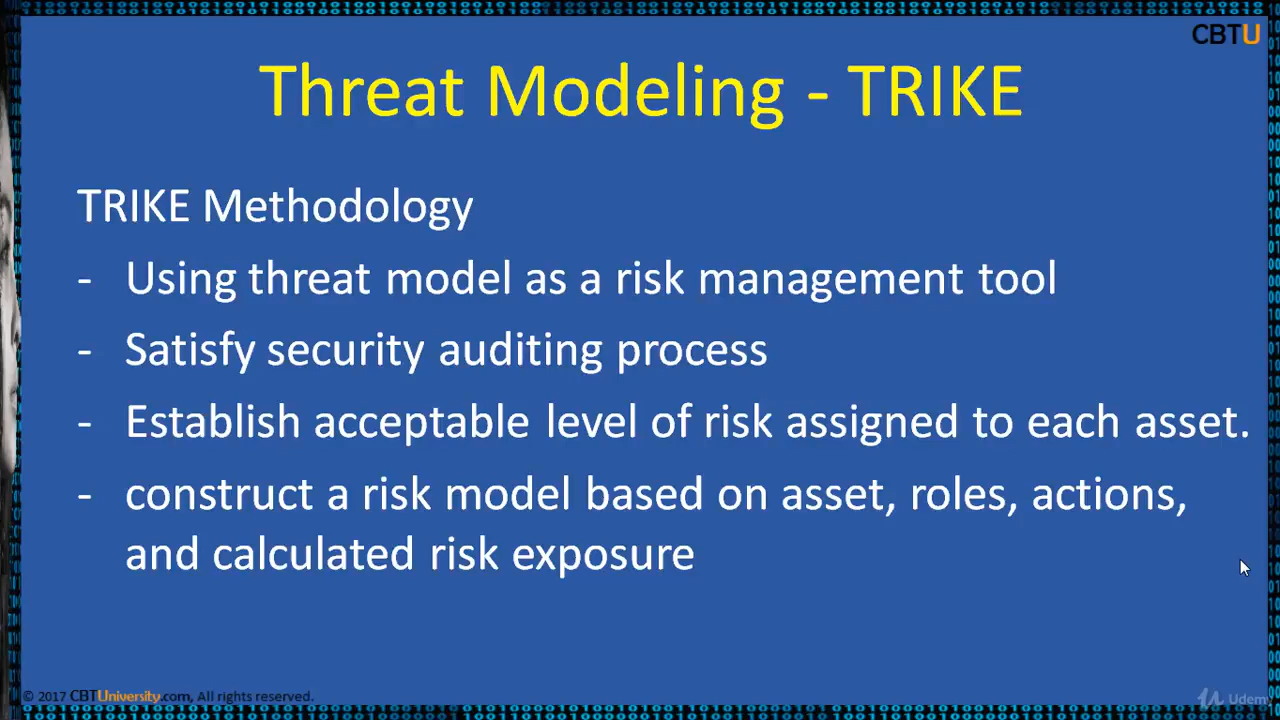 CBTU
Threat Modeling - TRIKE
TRIKE Methodology
- Using threat model as a risk management tool
- Satisfy security auditing process
- Establish acceptable level of risk assigned to each asset.
- construct a risk model based on asset, roles, actions,
and calculated risk exposure
© 2017 CBTUniversity.com, All rights reserved.
Udem